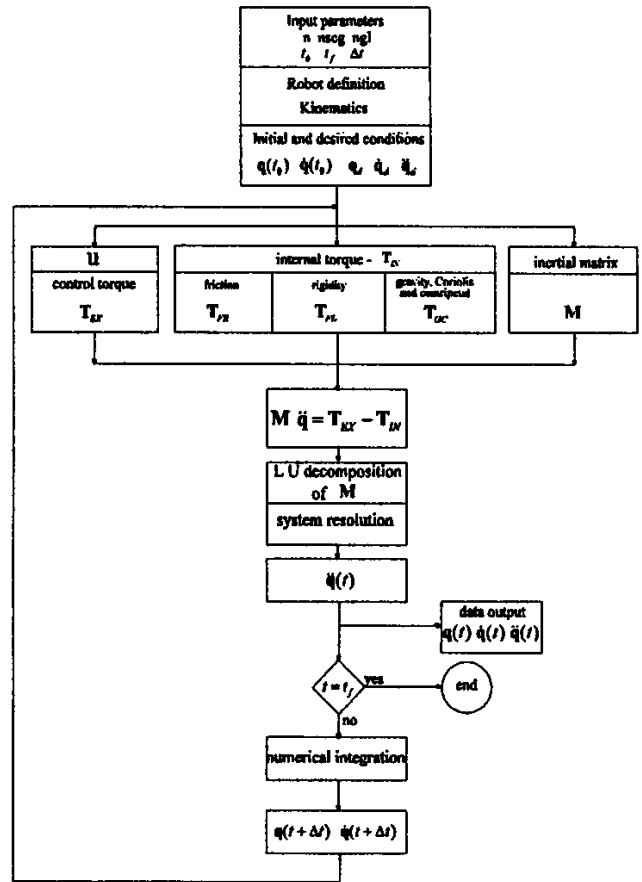 Input parameters
n nseg ngl
t₀ t_f Δt
Robot definition
Kinematics
Initial and desired conditions
q(t₀) q̇(t₀) q_d q̇_d q̈_d
u
control torque
T_EX
internal torque - T_IN
friction
T_FR
rigidity
T_FL
gravity, Coriolis
and centripetal
T_GC
inertial matrix
M
M q̈ = T_EX − T_IN
L U decomposition
of M
system resolution
q̈(t)
data output
q(t) q̇(t) q̈(t)
t = t_f
yes
end
no
numerical integration
q(t + Δt) q̇(t + Δt)